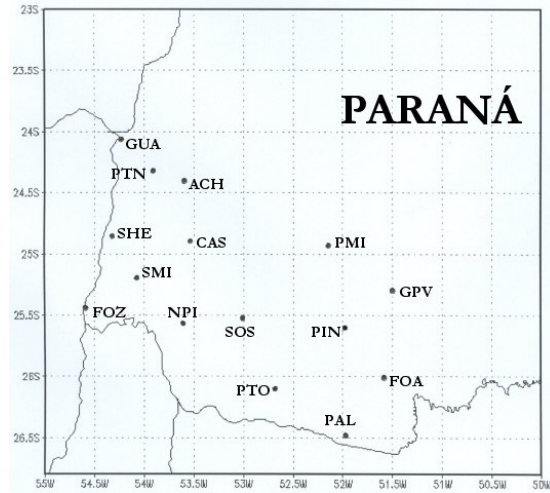 23S
23.5S
PARANÁ
24S
GUA
PTN
ACH
24.5S
SHE
CAS
PMI
25S
SMI
GPV
FOZ
NPI
25.5S
SOS
PIN
26S
PTO
FOA
PAL
26.5S
55W 54.5W 54W 53.5W 53W 52.5W 52W 51.5W 51W 50.5W 50W